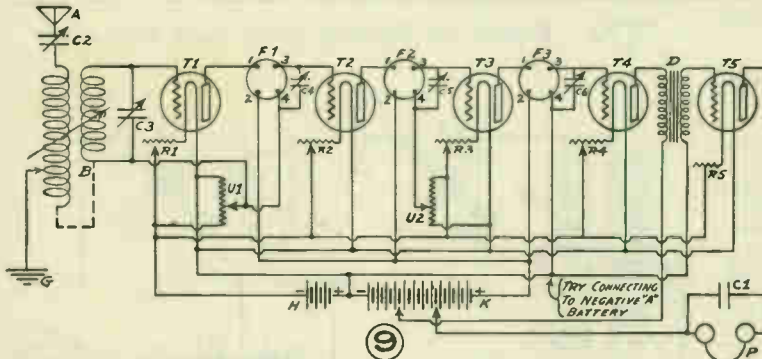 A
C2
T1
F1
1 3
2 4
C4
T2
F2
1 3
2 4
C5
T3
F3
1 3
2 4
C6
T4
D
T5
C3
R1
R2
R3
R4
R5
B
U1
U2
G
- +
H
- +
K
TRY CONNECTING
TO NEGATIVE "A"
BATTERY
C1
P
9